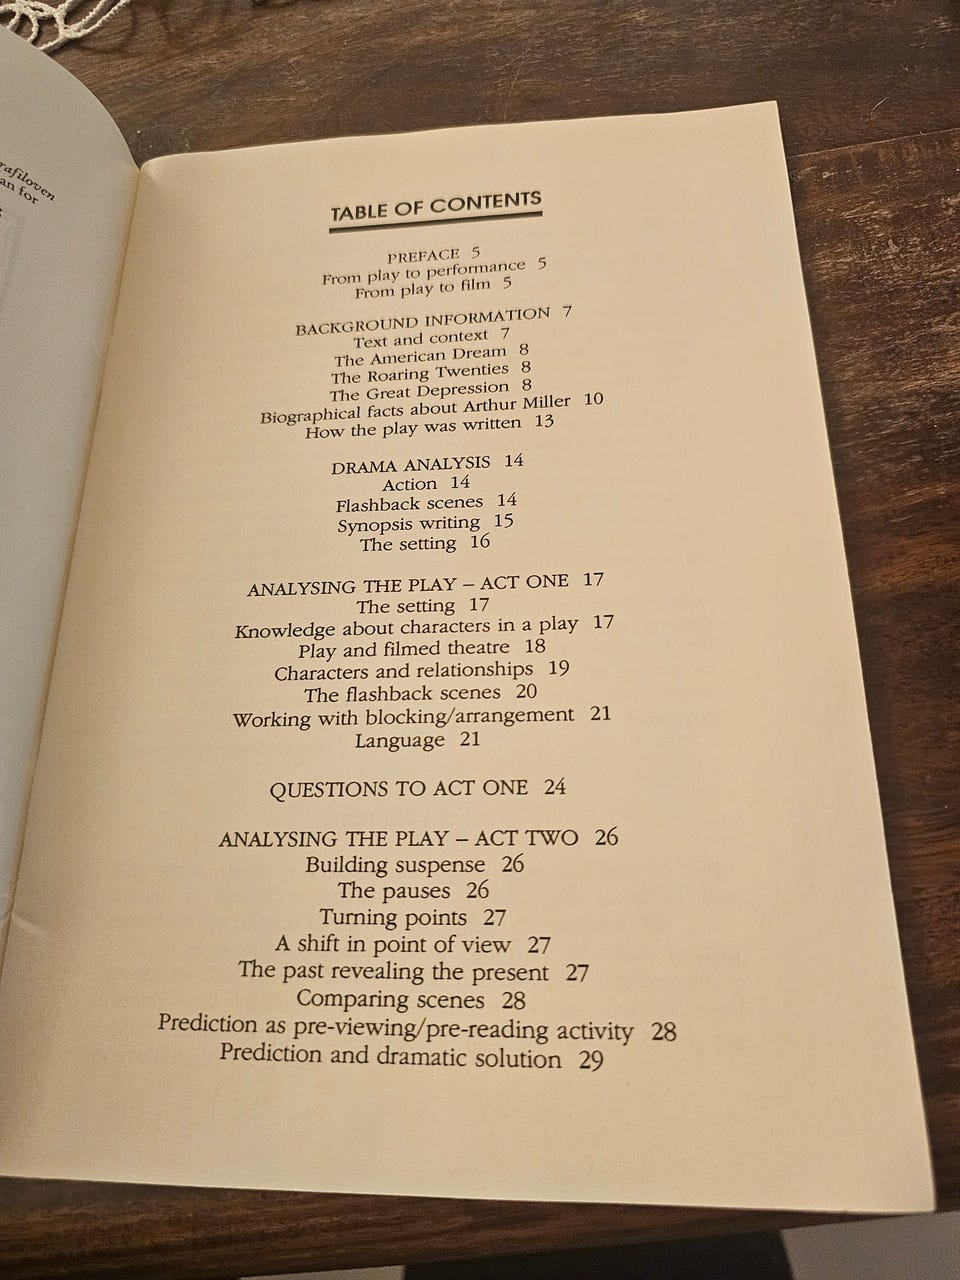 rafiloven
an for
TABLE OF CONTENTS
PREFACE 5
From play to performance 5
From play to film 5
BACKGROUND INFORMATION 7
Text and context 7
The American Dream 8
The Roaring Twenties 8
The Great Depression 8
Biographical facts about Arthur Miller 10
How the play was written 13
DRAMA ANALYSIS 14
Action 14
Flashback scenes 14
Synopsis writing 15
The setting 16
ANALYSING THE PLAY – ACT ONE 17
The setting 17
Knowledge about characters in a play 17
Play and filmed theatre 18
Characters and relationships 19
The flashback scenes 20
Working with blocking/arrangement 21
Language 21
QUESTIONS TO ACT ONE 24
ANALYSING THE PLAY – ACT TWO 26
Building suspense 26
The pauses 26
Turning points 27
A shift in point of view 27
The past revealing the present 27
Comparing scenes 28
Prediction as pre-viewing/pre-reading activity 28
Prediction and dramatic solution 29